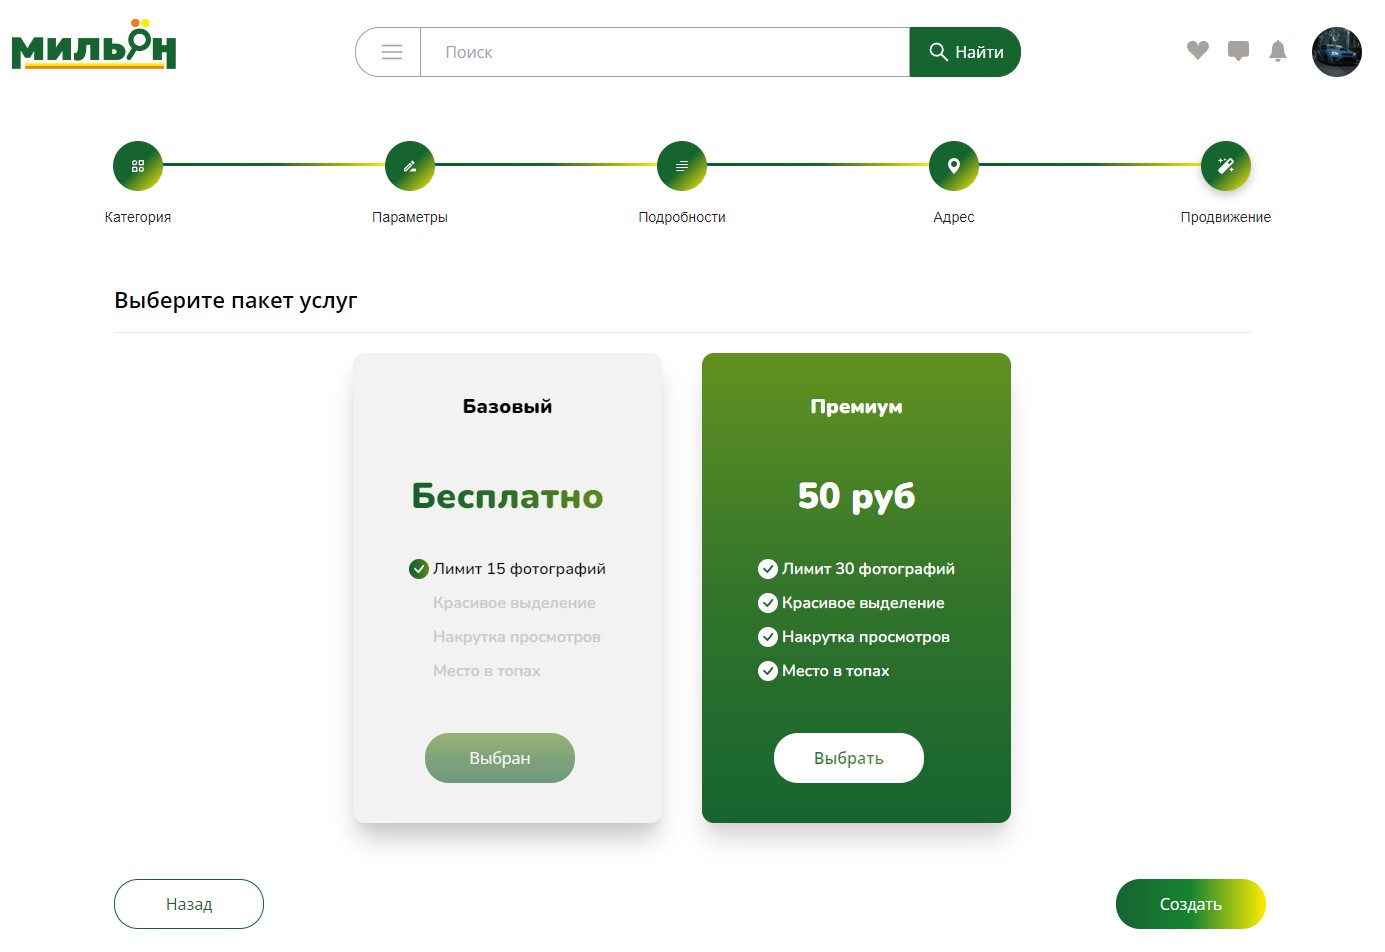 мильон
Поиск
Найти
Категория
Параметры
Подробности
Адрес
Продвижение
Выберите пакет услуг
Базовый
Бесплатно
Лимит 15 фотографий
Красивое выделение
Накрутка просмотров
Место в топах
Выбран
Премиум
50 руб
Лимит 30 фотографий
Красивое выделение
Накрутка просмотров
Место в топах
Выбрать
Назад
Создать